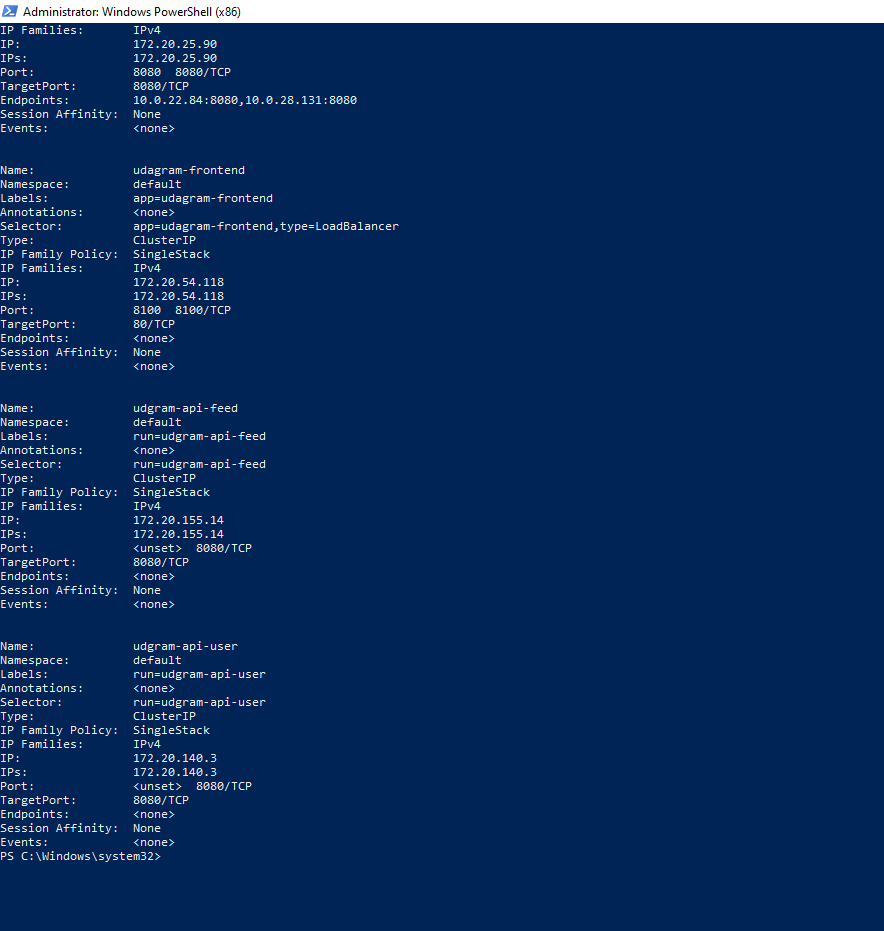 Administrator: Windows PowerShell (x86)
IP Families:       IPv4
IP:                172.20.25.90
IPs:               172.20.25.90
Port:              8080  8080/TCP
TargetPort:        8080/TCP
Endpoints:         10.0.22.84:8080,10.0.28.131:8080
Session Affinity:  None
Events:            <none>
Name:              udagram-frontend
Namespace:         default
Labels:            app=udagram-frontend
Annotations:       <none>
Selector:          app=udagram-frontend,type=LoadBalancer
Type:              ClusterIP
IP Family Policy:  SingleStack
IP Families:       IPv4
IP:                172.20.54.118
IPs:               172.20.54.118
Port:              8100  8100/TCP
TargetPort:        80/TCP
Endpoints:         <none>
Session Affinity:  None
Events:            <none>
Name:              udgram-api-feed
Namespace:         default
Labels:            run=udgram-api-feed
Annotations:       <none>
Selector:          run=udgram-api-feed
Type:              ClusterIP
IP Family Policy:  SingleStack
IP Families:       IPv4
IP:                172.20.155.14
IPs:               172.20.155.14
Port:              <unset>  8080/TCP
TargetPort:        8080/TCP
Endpoints:         <none>
Session Affinity:  None
Events:            <none>
Name:              udgram-api-user
Namespace:         default
Labels:            run=udgram-api-user
Annotations:       <none>
Selector:          run=udgram-api-user
Type:              ClusterIP
IP Family Policy:  SingleStack
IP Families:       IPv4
IP:                172.20.140.3
IPs:               172.20.140.3
Port:              <unset>  8080/TCP
TargetPort:        8080/TCP
Endpoints:         <none>
Session Affinity:  None
Events:            <none>
PS C:\Windows\system32>